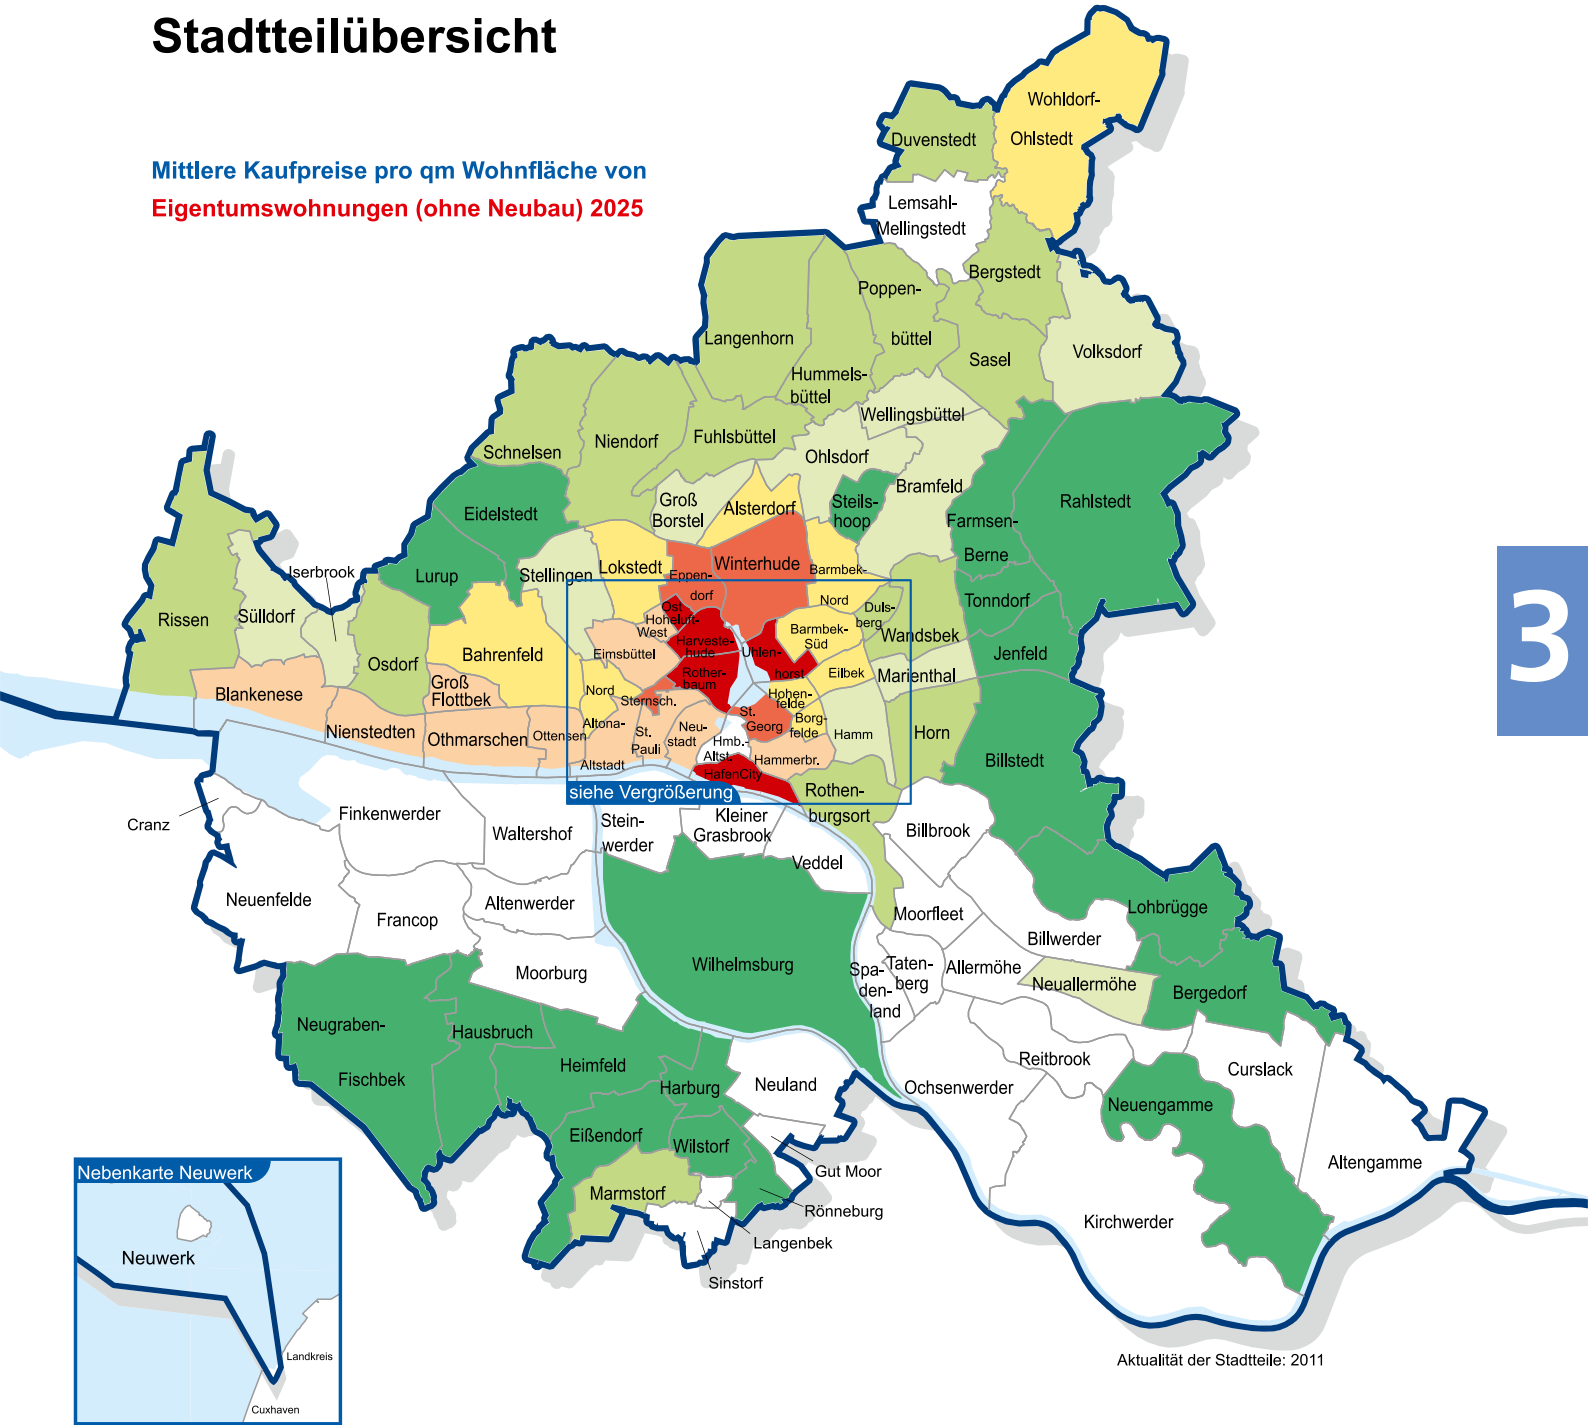 Stadtteilübersicht
Mittlere Kaufpreise pro qm Wohnfläche von
Eigentumswohnungen (ohne Neubau) 2025
3
Wohldorf-
Ohlstedt
Duvenstedt
Lemsahl-
Mellingstedt
Bergstedt
Poppen-
büttel
Langenhorn
Hummels-
büttel
Sasel
Volksdorf
Wellingsbüttel
Schnelsen
Niendorf
Fuhlsbüttel
Ohlsdorf
Bramfeld
Steils-
hoop
Groß
Borstel
Alsterdorf
Eidelstedt
Farmsen-
Berne
Rahlstedt
Iserbrook
Lurup
Stellingen
Lokstedt
Eppen-
dorf
Winterhude
Barmbek-
Nord
Rissen
Sülldorf
Osdorf
Bahrenfeld
Ost
Hoheluft-
West
Eimsbüttel
Harveste-
hude
Uhlen-
horst
Barmbek-
Süd
Duls-
berg
Wandsbek
Tonndorf
Jenfeld
Blankenese
Groß
Flottbek
Nord
Altona-
Altstadt
Sternsch.
Rother-
baum
Hohen-
felde
Eilbek
Marienthal
Nienstedten
Othmarschen
Ottensen
St.
Pauli
Neu-
stadt
Hmb.-
Altst.
St.
Georg
Borg-
felde
Hamm
Horn
Billstedt
Hammerbr.
HafenCity
Rothen-
burgsort
siehe Vergrößerung
Cranz
Finkenwerder
Waltershof
Stein-
werder
Kleiner
Grasbrook
Veddel
Billbrook
Neuenfelde
Francop
Altenwerder
Moorfleet
Lohbrügge
Billwerder
Moorburg
Wilhelmsburg
Spa-
den-
land
Taten-
berg
Allermöhe
Neuallermöhe
Bergedorf
Neugraben-
Fischbek
Hausbruch
Heimfeld
Harburg
Neuland
Ochsenwerder
Reitbrook
Curslack
Neuengamme
Eißendorf
Wilstorf
Gut Moor
Altengamme
Marmstorf
Rönneburg
Langenbek
Sinstorf
Kirchwerder
Nebenkarte Neuwerk
Neuwerk
Landkreis
Cuxhaven
Aktualität der Stadtteile: 2011